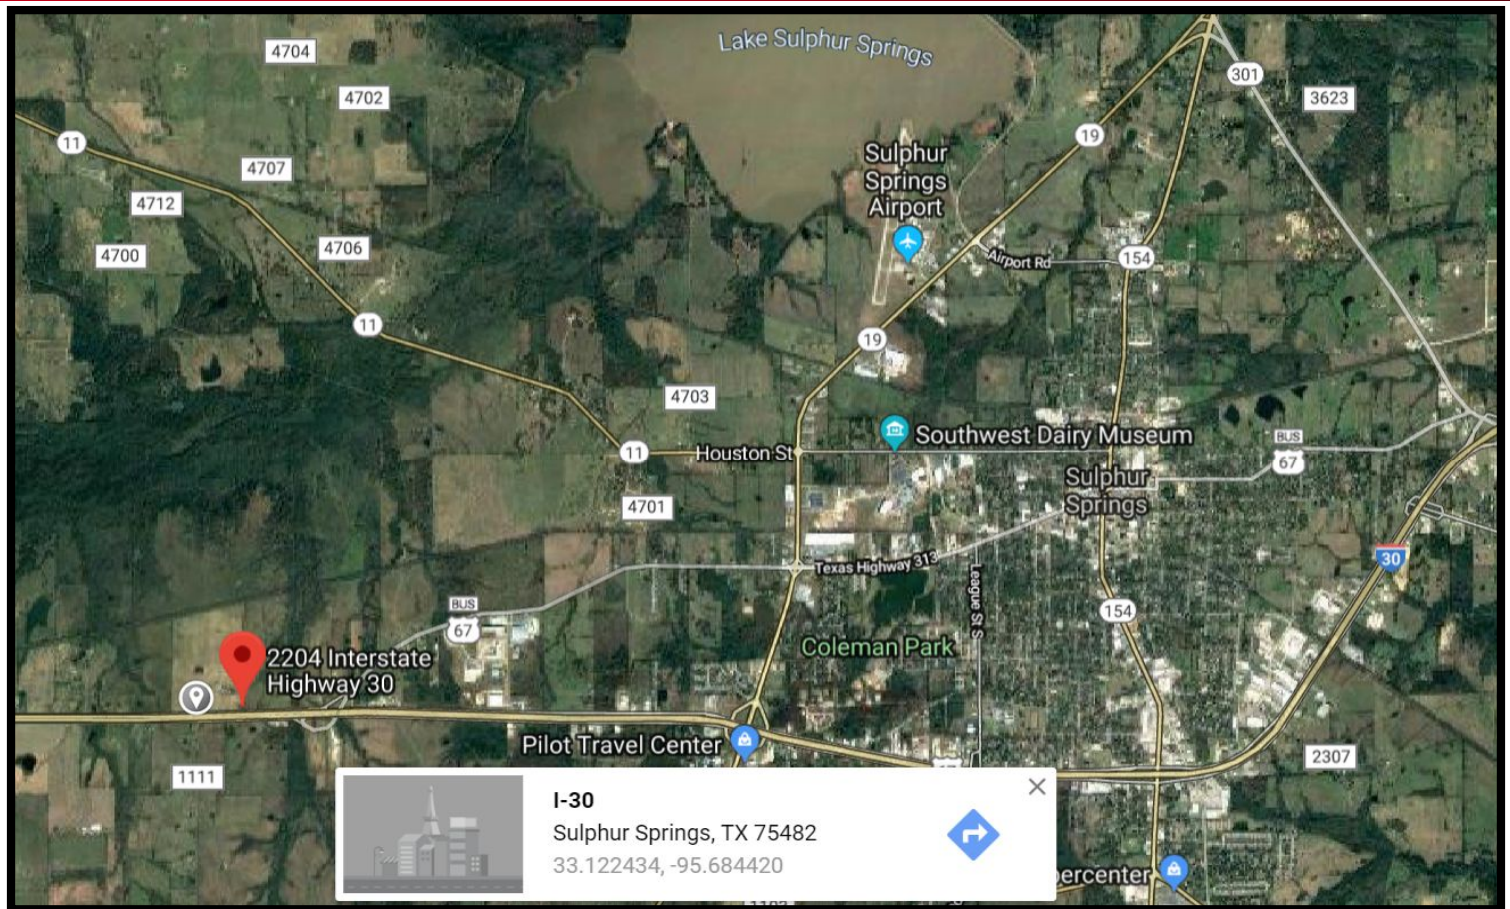 Lake Sulphur Springs
4704
301
4702
3623
19
11
Sulphur
Springs
Airport
4707
4712
4706
4700
Airport Rd
154
11
19
4703
Southwest Dairy Museum
BUS
67
11
Houston St
Sulphur
Springs
4701
30
Texas Highway 313
League St S
BUS
67
154
Coleman Park
2204 Interstate
Highway 30
Pilot Travel Center
2307
1111
I-30
Sulphur Springs, TX 75482
33.122434, -95.684420
percenter